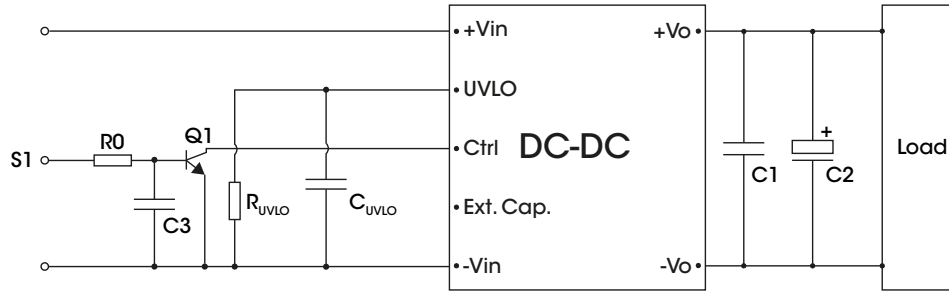 +Vin
+Vo
UVLO
R0
Q1
S1
Ctrl
DC-DC
Load
+
C1
C2
C3
RUVLO
CUVLO
Ext. Cap.
-Vin
-Vo